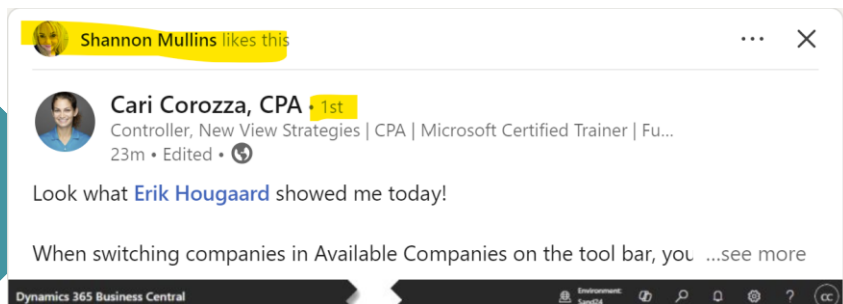 Shannon Mullins likes this
Cari Corozza, CPA • 1st
Controller, New View Strategies | CPA | Microsoft Certified Trainer | Fu...
23m • Edited •
Look what Erik Hougaard showed me today!
When switching companies in Available Companies on the tool bar, you ...see more
Dynamics 365 Business Central
Environment:
Sand24
CC